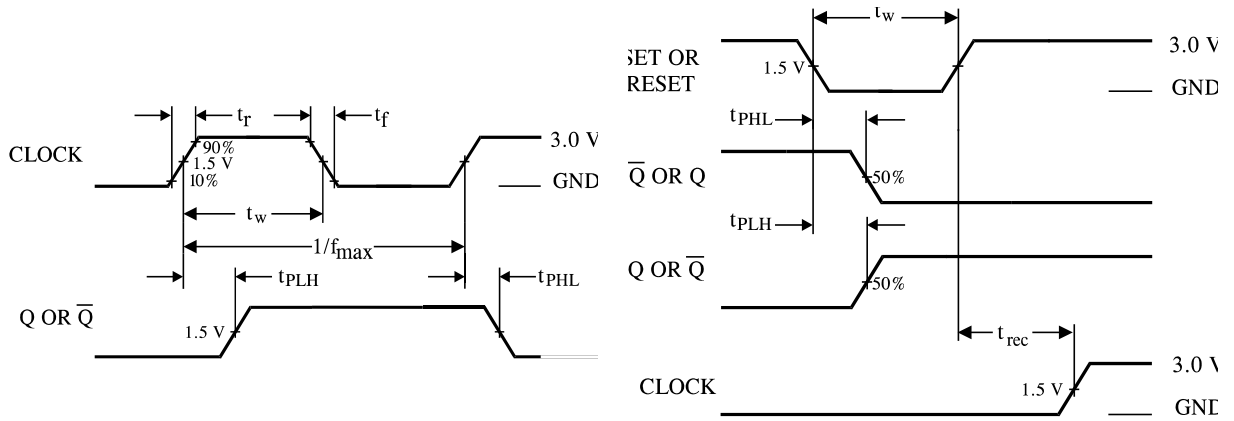 tr
tf
CLOCK
90%
1.5 V
10%
3.0 V
GND
tw
1/fmax
tPLH
tPHL
Q OR Q̅
1.5 V
tw
SET OR
RESET
1.5 V
3.0 V
GND
tPHL
Q̅ OR Q
50%
tPLH
Q OR Q̅
50%
trec
CLOCK
1.5 V
3.0 V
GND